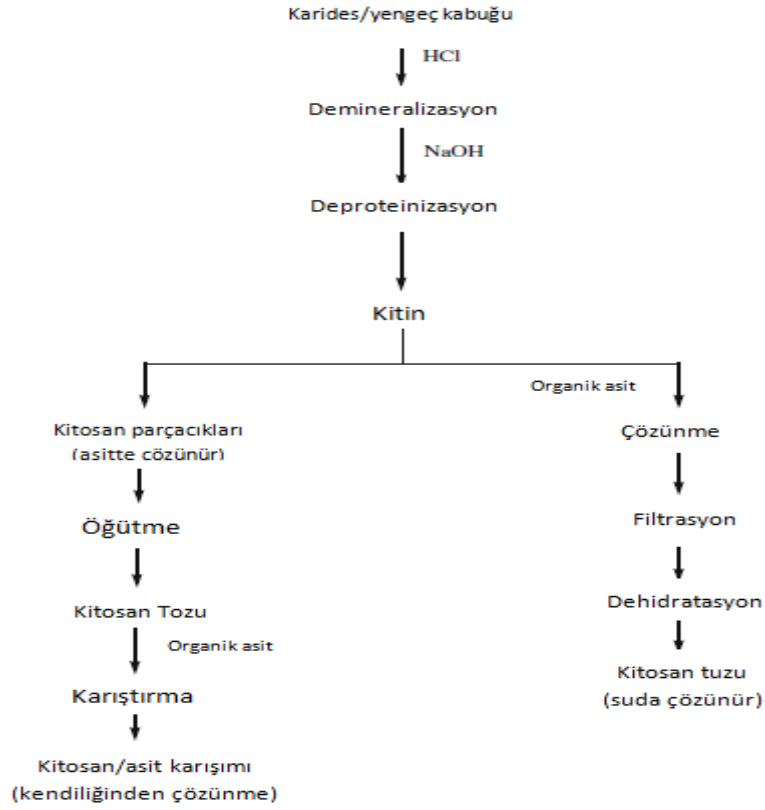 Karides/yengeç kabuğu
HCl
Demineralizasyon
NaOH
Deproteinizasyon
Kitin
Kitosan parçacıkları
(asitte çözünür)
Öğütme
Kitosan Tozu
Organik asit
Karıştırma
Kitosan/asit karışımı
(kendiliğinden çözünme)
Organik asit
Çözünme
Filtrasyon
Dehidratasyon
Kitosan tuzu
(suda çözünür)